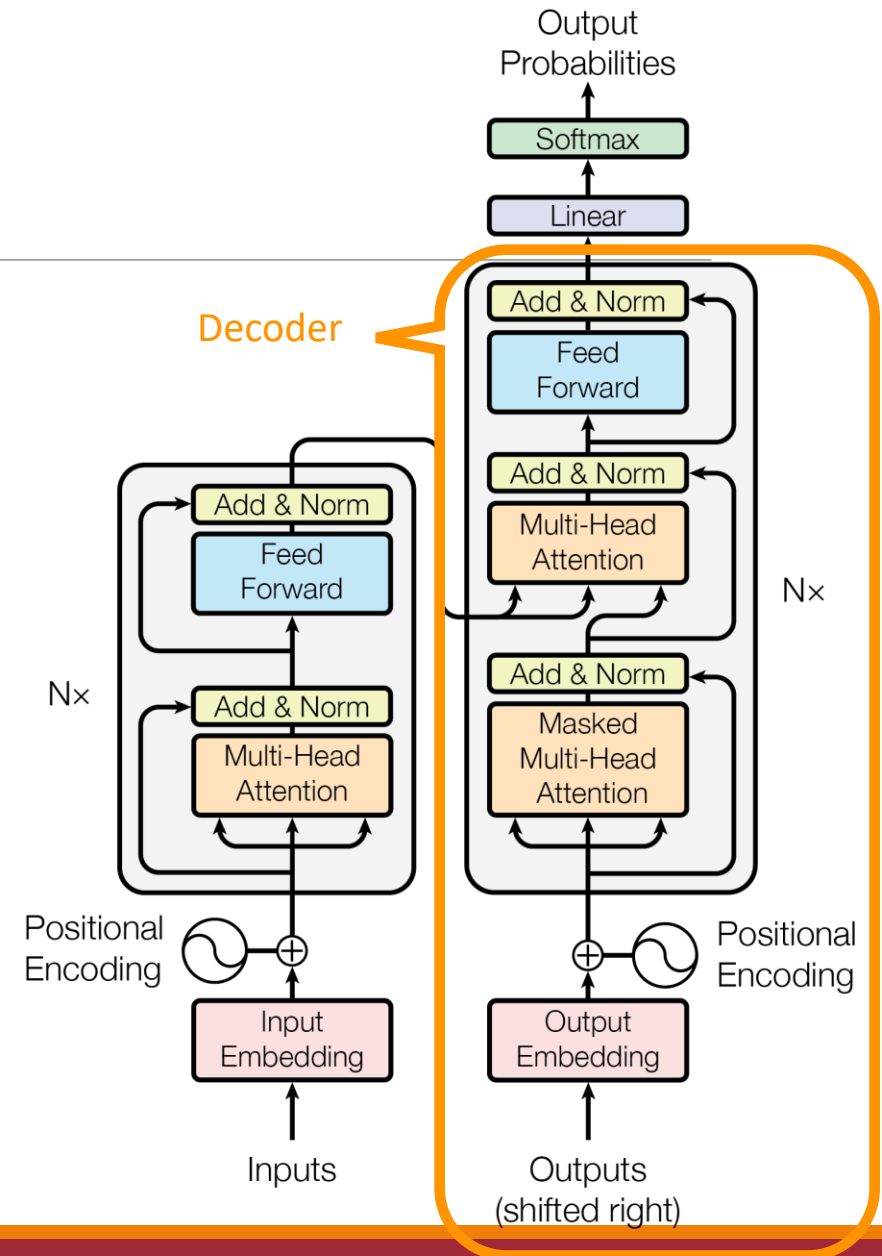 Output
Probabilities
Softmax
Linear
Decoder
Add & Norm
Feed
Forward
Add & Norm
Multi-Head
Attention
N×
Add & Norm
Masked
Multi-Head
Attention
Add & Norm
Feed
Forward
N×
Add & Norm
Multi-Head
Attention
Positional
Encoding
Positional
Encoding
Input
Embedding
Output
Embedding
Inputs
Outputs
(shifted right)